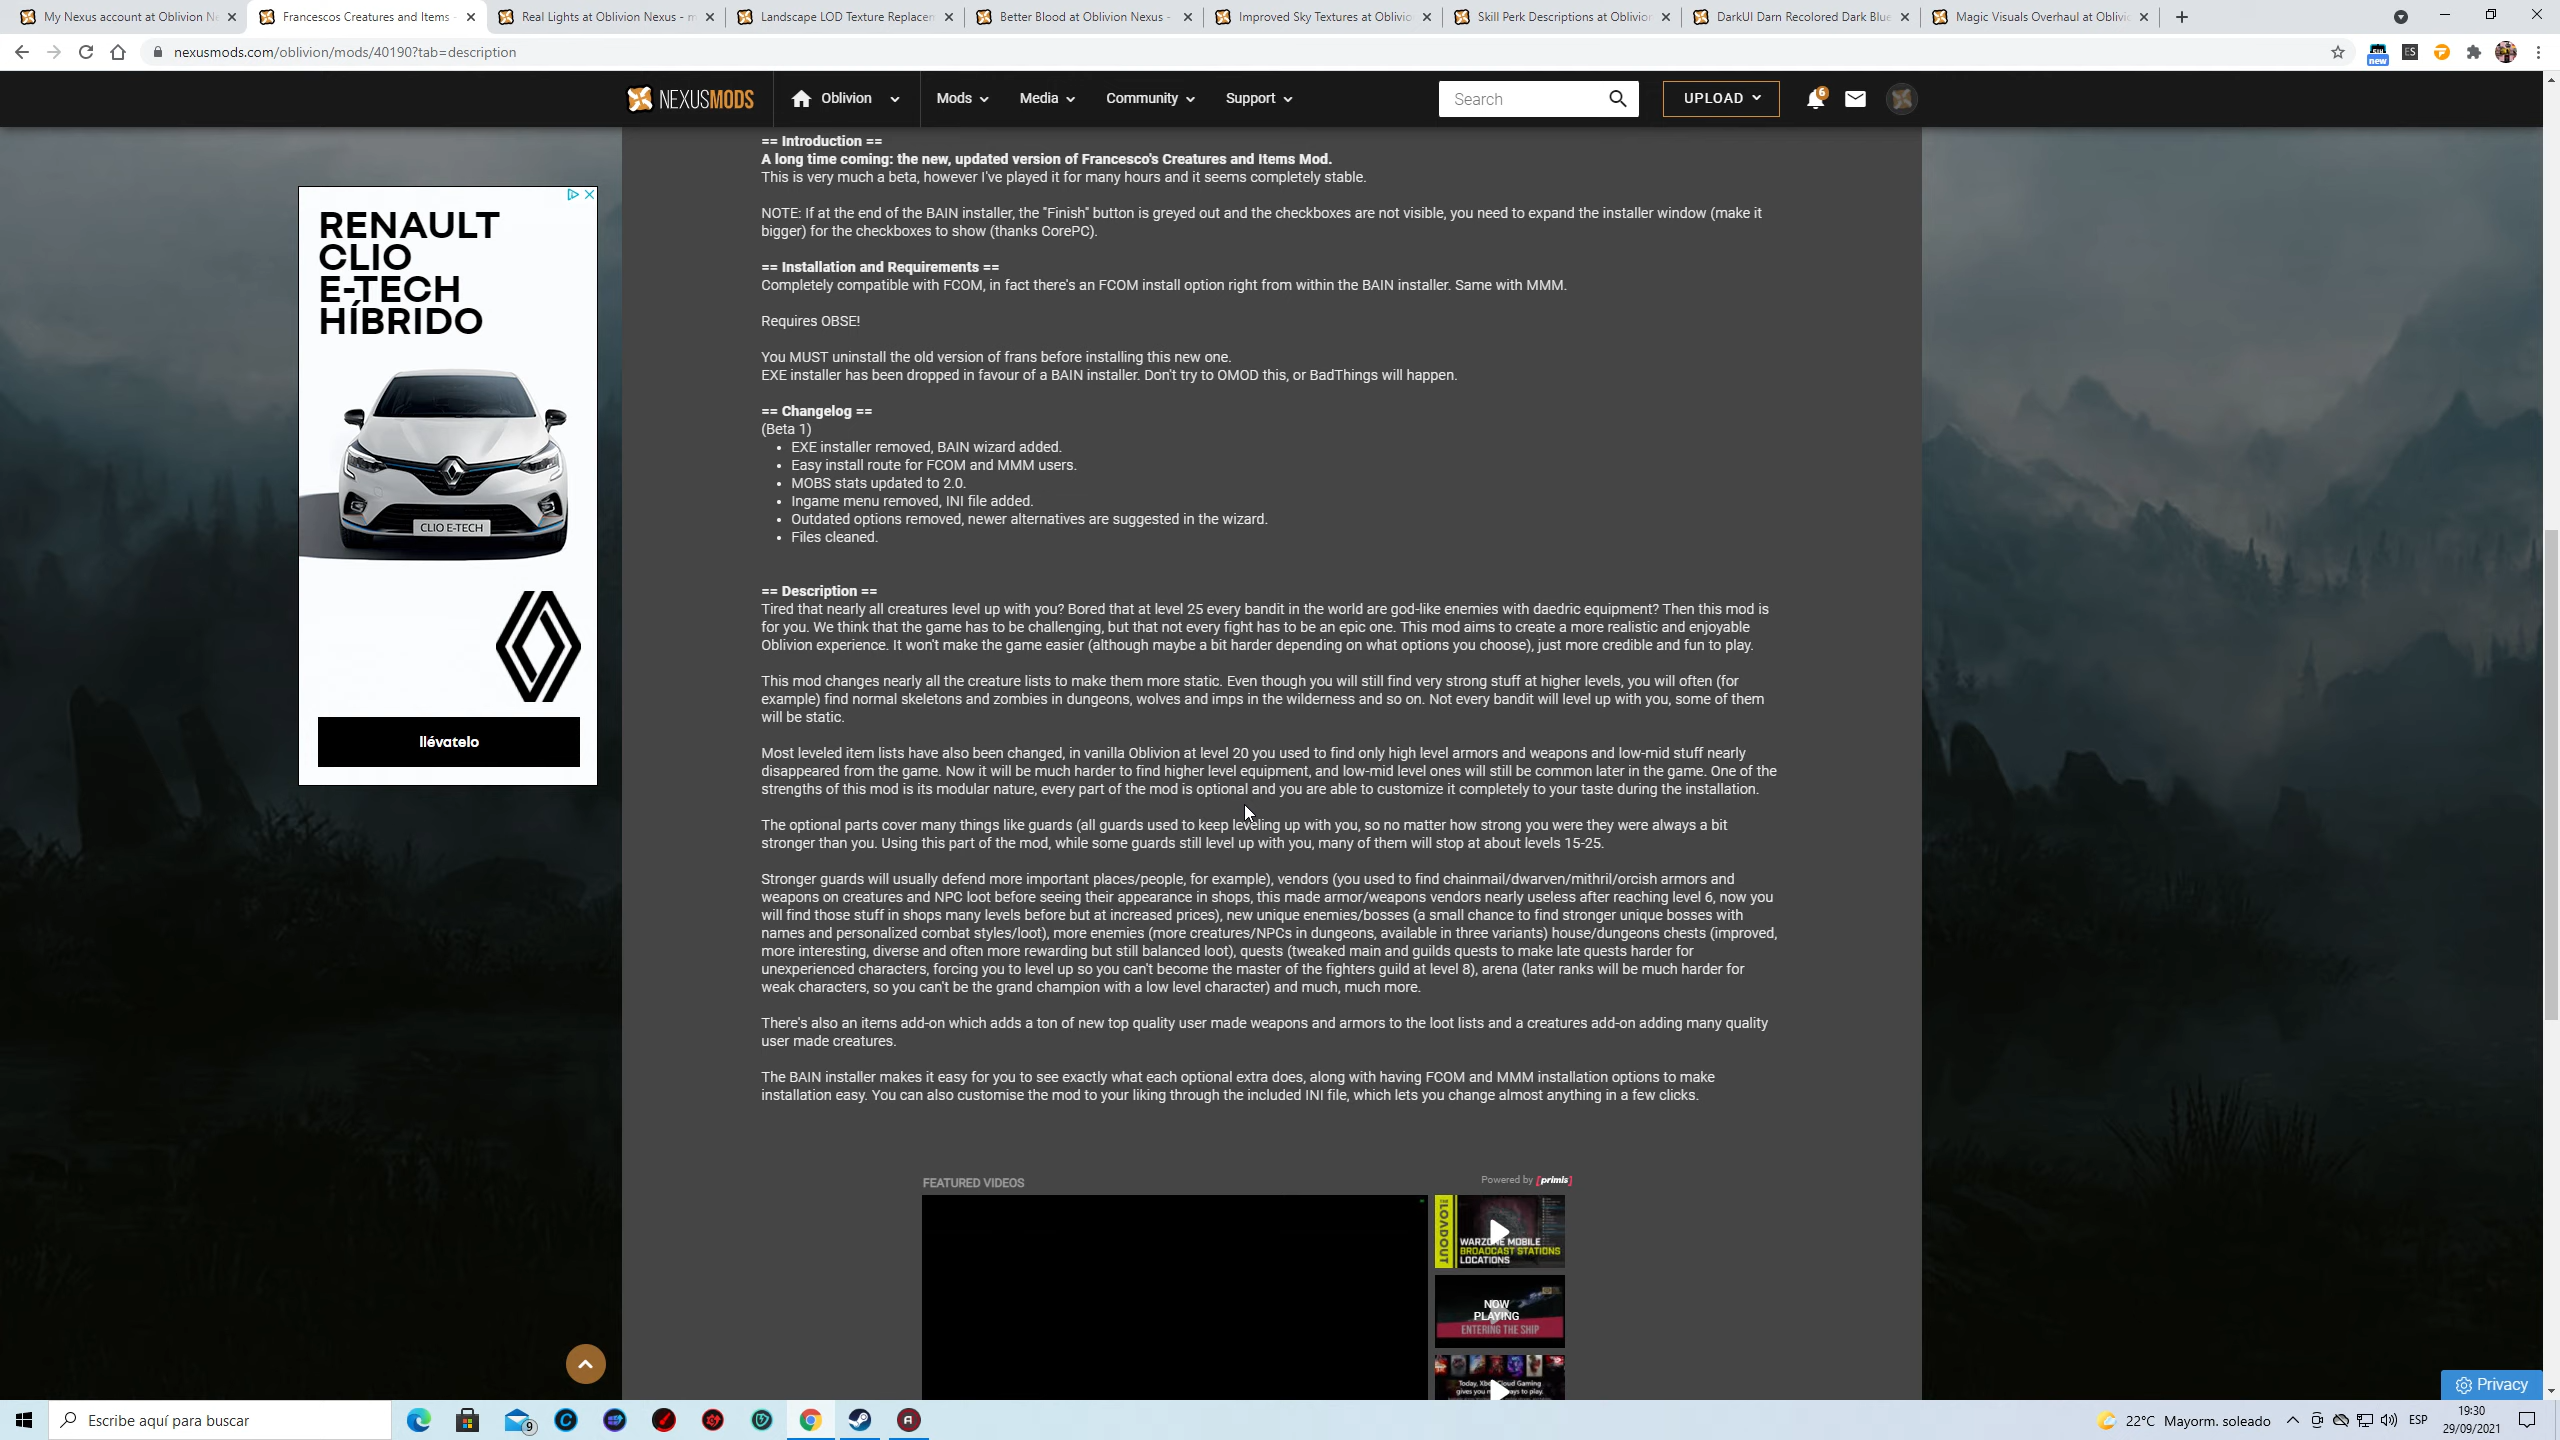 My Nexus account at Oblivion Ne
Francescos Creatures and Items -
Real Lights at Oblivion Nexus - m
Landscape LOD Texture Replacem
Better Blood at Oblivion Nexus -
Improved Sky Textures at Oblivio
Skill Perk Descriptions at Oblivion
DarkUI Darn Recolored Dark Blue
Magic Visuals Overhaul at Oblivio
nexusmods.com/oblivion/mods/40190?tab=description
ES
new
NEXUSMODS
Oblivion
Mods
Media
Community
Support
Search
UPLOAD
6
== Introduction ==
A long time coming: the new, updated version of Francesco's Creatures and Items Mod.
This is very much a beta, however I've played it for many hours and it seems completely stable.
NOTE: If at the end of the BAIN installer, the "Finish" button is greyed out and the checkboxes are not visible, you need to expand the installer window (make it
bigger) for the checkboxes to show (thanks CorePC).
== Installation and Requirements ==
Completely compatible with FCOM, in fact there's an FCOM install option right from within the BAIN installer. Same with MMM.
Requires OBSE!
You MUST uninstall the old version of frans before installing this new one.
EXE installer has been dropped in favour of a BAIN installer. Don't try to OMOD this, or BadThings will happen.
== Changelog ==
(Beta 1)
• EXE installer removed, BAIN wizard added.
• Easy install route for FCOM and MMM users.
• MOBS stats updated to 2.0.
• Ingame menu removed, INI file added.
• Outdated options removed, newer alternatives are suggested in the wizard.
• Files cleaned.
== Description ==
Tired that nearly all creatures level up with you? Bored that at level 25 every bandit in the world are god-like enemies with daedric equipment? Then this mod is
for you. We think that the game has to be challenging, but that not every fight has to be an epic one. This mod aims to create a more realistic and enjoyable
Oblivion experience. It won't make the game easier (although maybe a bit harder depending on what options you choose), just more credible and fun to play.
This mod changes nearly all the creature lists to make them more static. Even though you will still find very strong stuff at higher levels, you will often (for
example) find normal skeletons and zombies in dungeons, wolves and imps in the wilderness and so on. Not every bandit will level up with you, some of them
will be static.
Most leveled item lists have also been changed, in vanilla Oblivion at level 20 you used to find only high level armors and weapons and low-mid stuff nearly
disappeared from the game. Now it will be much harder to find higher level equipment, and low-mid level ones will still be common later in the game. One of the
strengths of this mod is its modular nature, every part of the mod is optional and you are able to customize it completely to your taste during the installation.
The optional parts cover many things like guards (all guards used to keep leveling up with you, so no matter how strong you were they were always a bit
stronger than you. Using this part of the mod, while some guards still level up with you, many of them will stop at about levels 15-25.
Stronger guards will usually defend more important places/people, for example), vendors (you used to find chainmail/dwarven/mithril/orcish armors and
weapons on creatures and NPC loot before seeing their appearance in shops, this made armor/weapons vendors nearly useless after reaching level 6, now you
will find those stuff in shops many levels before but at increased prices), new unique enemies/bosses (a small chance to find stronger unique bosses with
names and personalized combat styles/loot), more enemies (more creatures/NPCs in dungeons, available in three variants) house/dungeons chests (improved,
more interesting, diverse and often more rewarding but still balanced loot), quests (tweaked main and guilds quests to make late quests harder for
unexperienced characters, forcing you to level up so you can't become the master of the fighters guild at level 8), arena (later ranks will be much harder for
weak characters, so you can't be the grand champion with a low level character) and much, much more.
There's also an items add-on which adds a ton of new top quality user made weapons and armors to the loot lists and a creatures add-on adding many quality
user made creatures.
The BAIN installer makes it easy for you to see exactly what each optional extra does, along with having FCOM and MMM installation options to make
installation easy. You can also customise the mod to your liking through the included INI file, which lets you change almost anything in a few clicks.
RENAULT
CLIO
E-TECH
HÍBRIDO
CLIO E-TECH
llévatelo
FEATURED VIDEOS
Powered by [primis]
LOADOUT
WARZONE MOBILE
BROADCAST STATIONS
LOCATIONS
NOW
PLAYING
ENTERING THE SHIP
Today, Xbox Cloud Gaming
gives you new ways to play.
Privacy
Escribe aquí para buscar
9
22°C Mayorm. soleado
ESP
19:30
29/09/2021